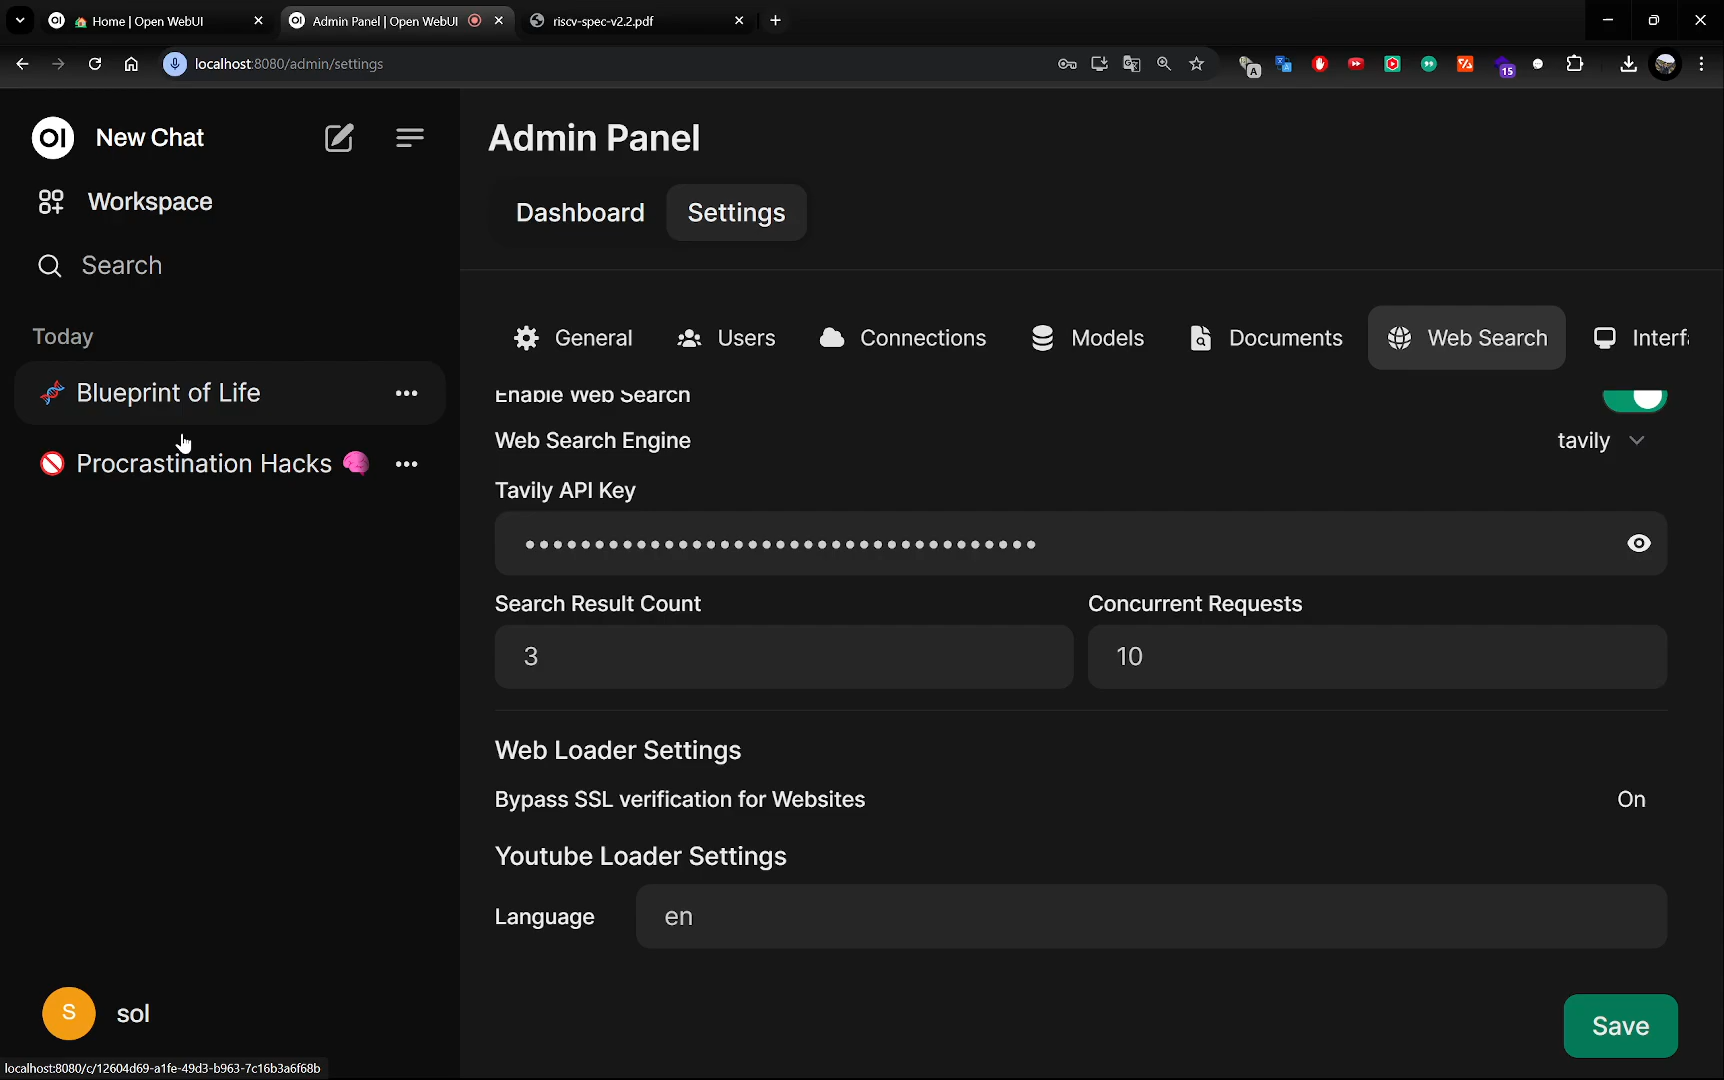 Home | Open WebUI
Admin Panel | Open WebUI
riscv-spec-v2.2.pdf
localhost:8080/admin/settings
A
15
OI New Chat
Workspace
Search
Today
Blueprint of Life
Procrastination Hacks
S sol
localhost:8080/c/12604d69-a1fe-49d3-b963-7c16b3a6f68b
Admin Panel
Dashboard Settings
General Users Connections Models Documents Web Search Interf
Enable Web Search
Web Search Engine tavily
Tavily API Key
Search Result Count Concurrent Requests
3 10
Web Loader Settings
Bypass SSL verification for Websites On
Youtube Loader Settings
Language en
Save